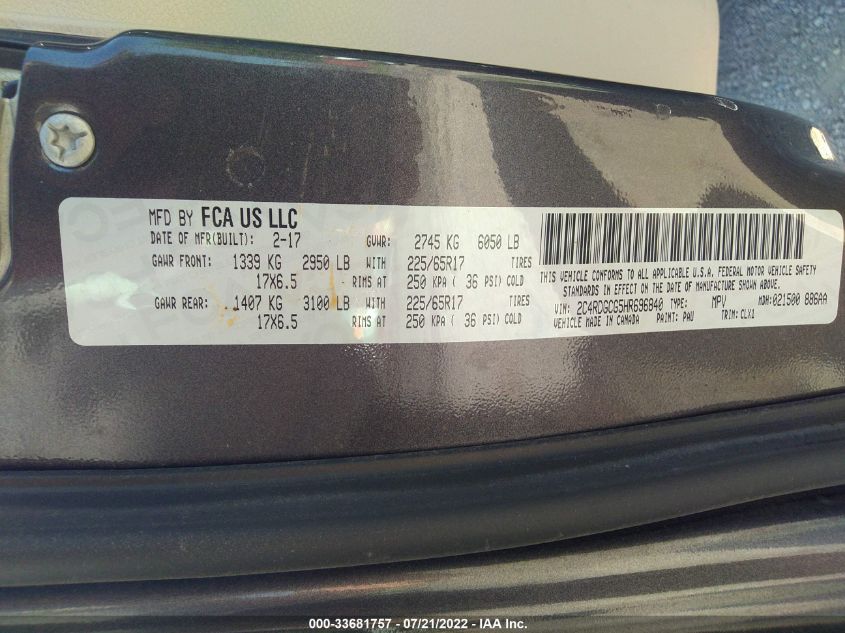 MFD BY FCA US LLC
DATE OF MFR(BUILT): 2-17 GVWR: 2745 KG 6050 LB
GAWR FRONT: 1339 KG 2950 LB WITH 225/65R17 TIRES
17X6.5 RIMS AT 250 KPA ( 36 PSI) COLD
GAWR REAR: 1407 KG 3100 LB WITH 225/65R17 TIRES
17X6.5 RIMS AT 250 KPA ( 36 PSI) COLD
THIS VEHICLE CONFORMS TO ALL APPLICABLE U.S.A. FEDERAL MOTOR VEHICLE SAFETY
STANDARDS IN EFFECT ON THE DATE OF MANUFACTURE SHOWN ABOVE.
VIN: 2C4RDGCG5HR696840 TYPE: MPV MDH: 021500 886AA
VEHICLE MADE IN CANADA PAINT: PAU TRIM: CLX1
000-33681757 - 07/21/2022 - IAA Inc.